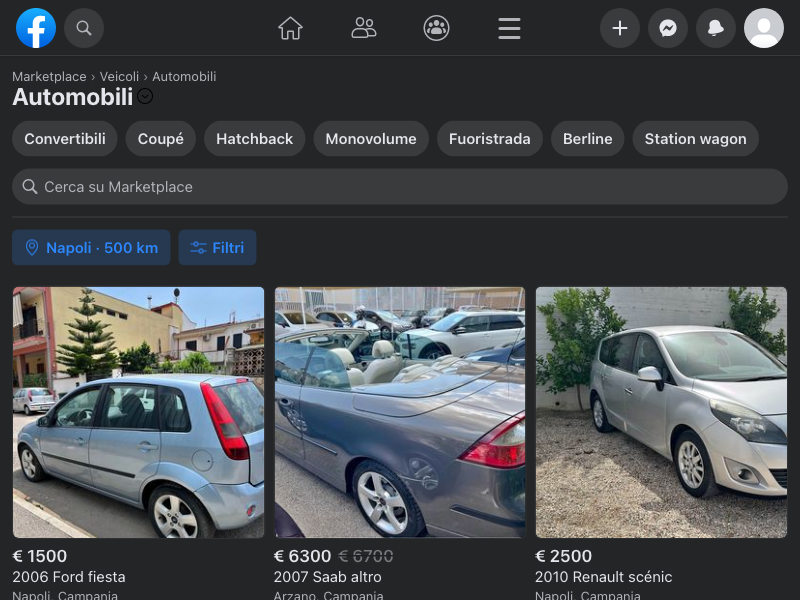 Marketplace › Veicoli › Automobili
Automobili
Convertibili Coupé Hatchback Monovolume Fuoristrada Berline Station wagon
Cerca su Marketplace
Napoli · 500 km Filtri
€ 1500 € 6300 € 6700 € 2500
2006 Ford fiesta 2007 Saab altro 2010 Renault scénic
Napoli, Campania Arzano, Campania Napoli, Campania